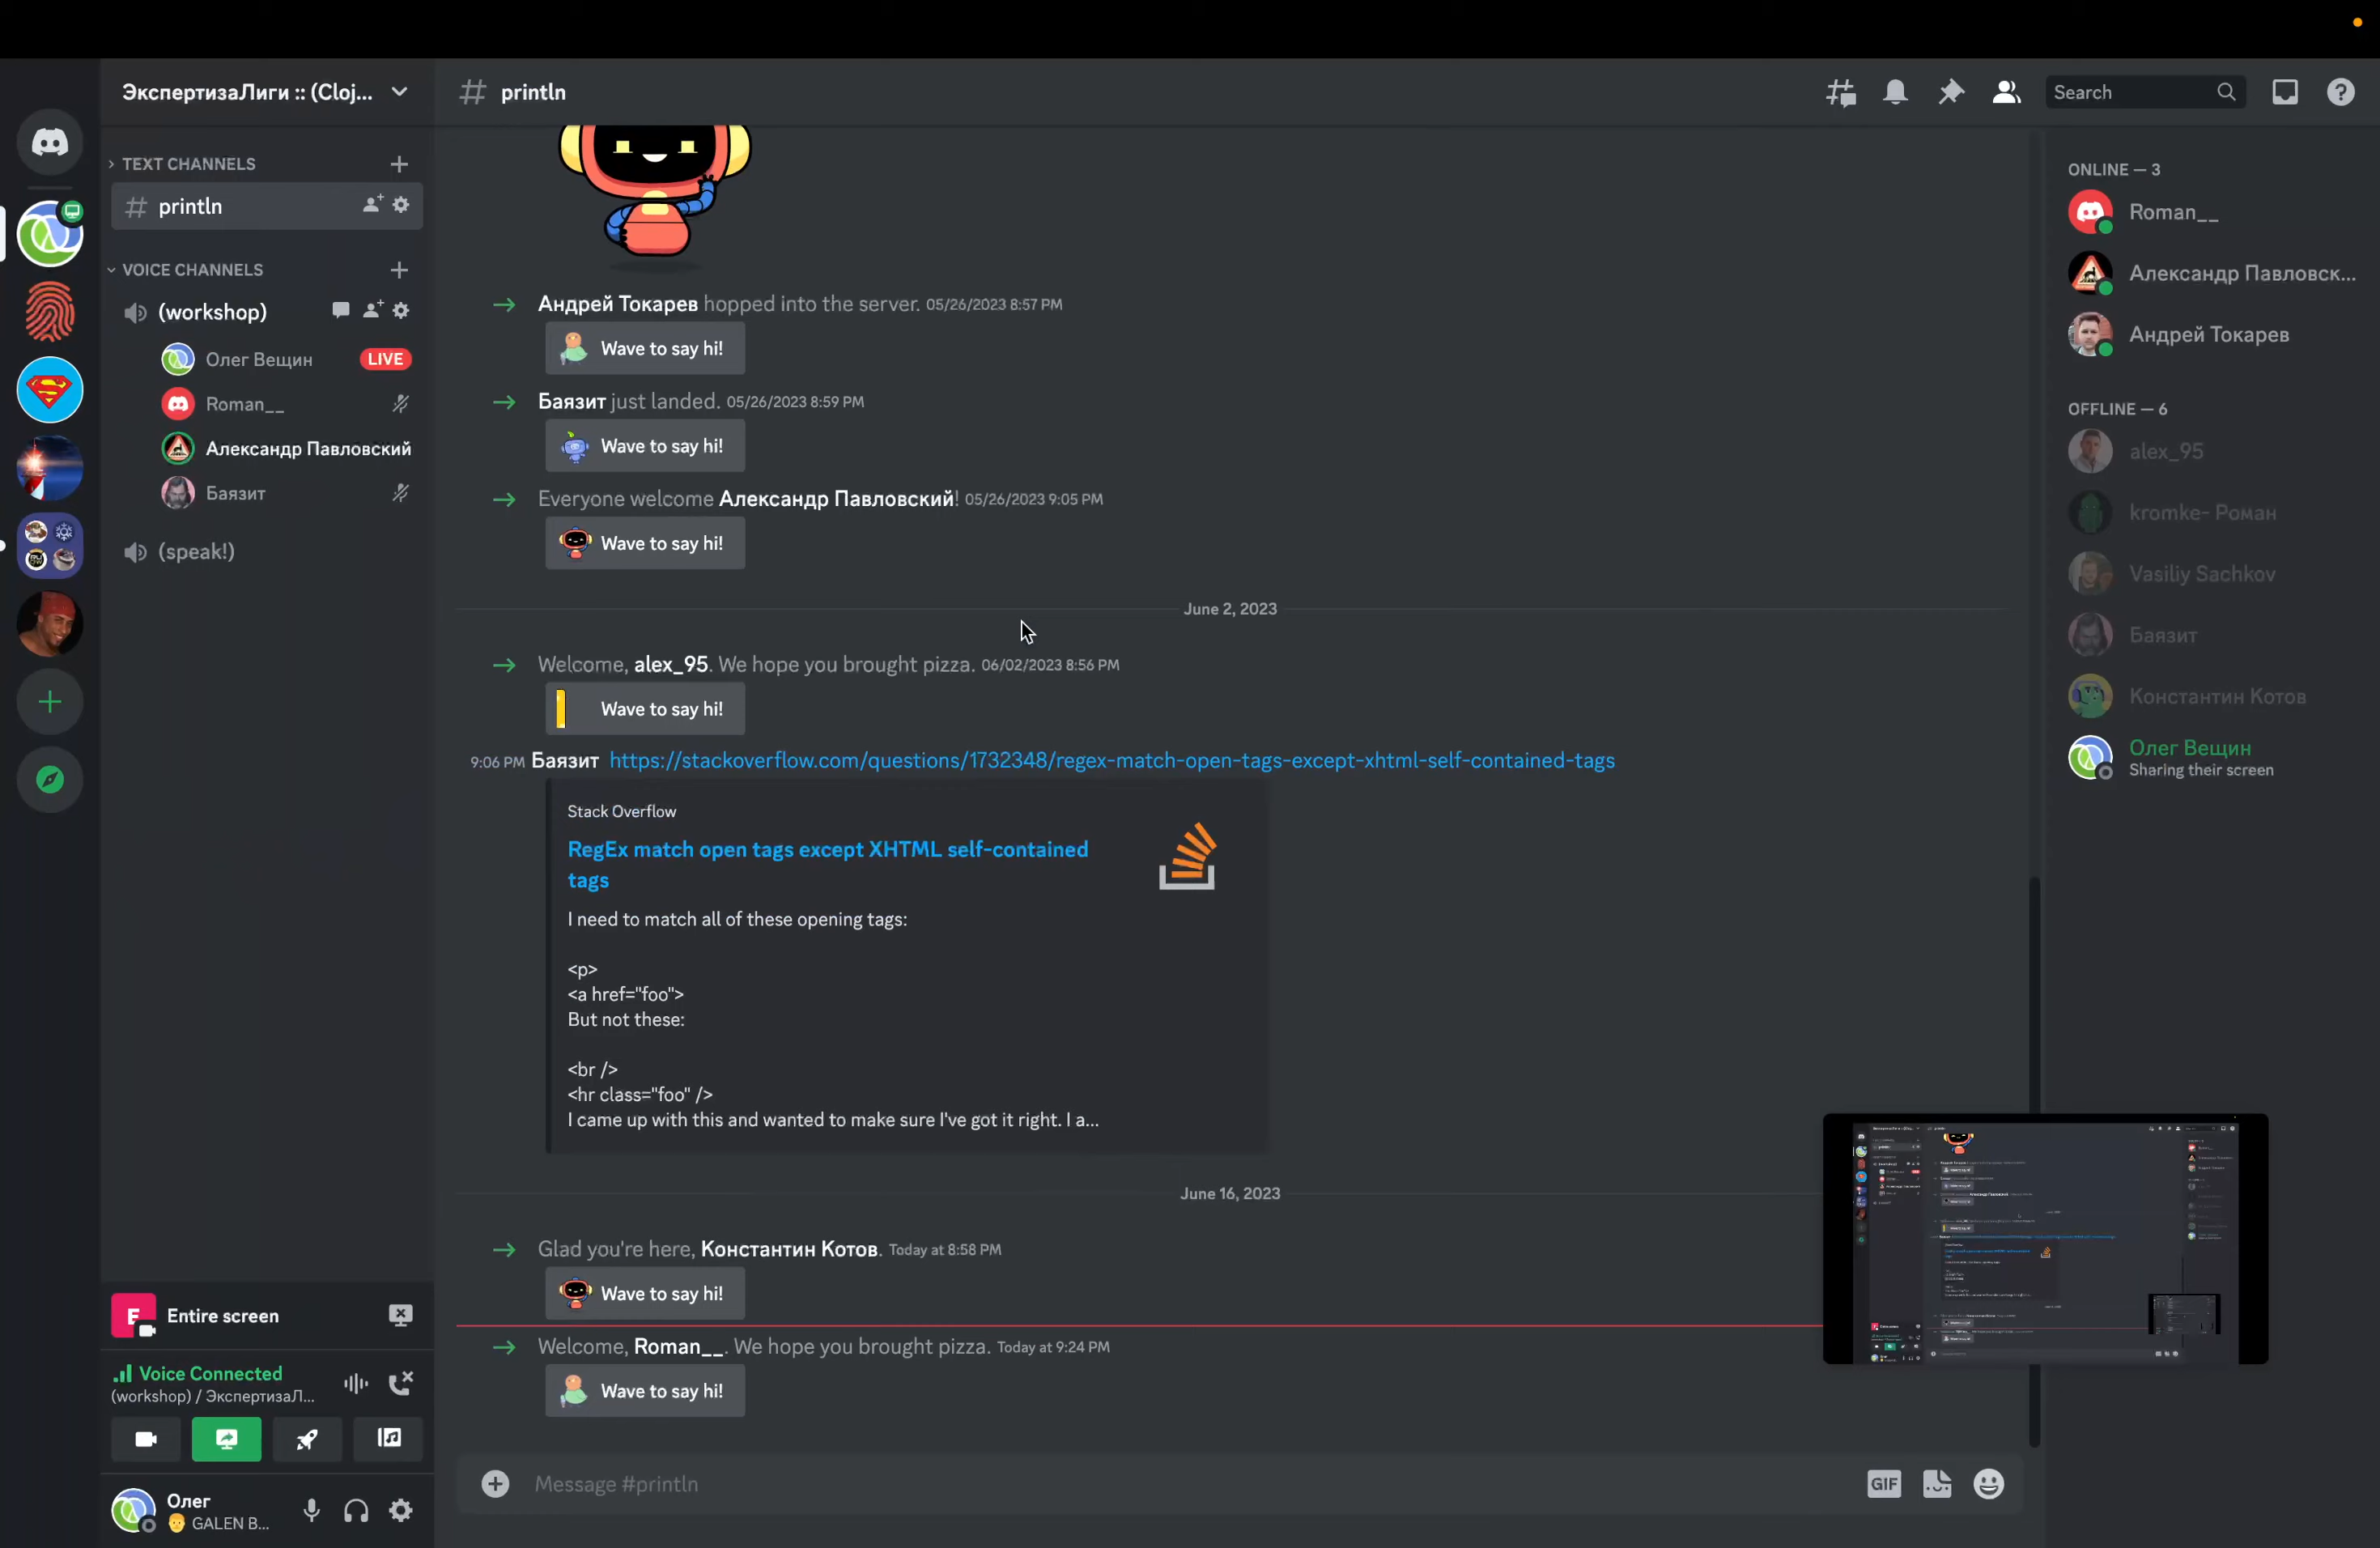 ЭкспертизаЛиги :: (Cloj...
TEXT CHANNELS
println
VOICE CHANNELS
(workshop)
Олег Вещин LIVE
Roman__
Александр Павловский
Баязит
(speak!)
Entire screen
Voice Connected
(workshop) / ЭкспертизаЛ...
Олег
GALEN B...
# println
Search
Андрей Токарев hopped into the server. 05/26/2023 8:57 PM
Wave to say hi!
Баязит just landed. 05/26/2023 8:59 PM
Wave to say hi!
Everyone welcome Александр Павловский! 05/26/2023 9:05 PM
Wave to say hi!
June 2, 2023
Welcome, alex_95. We hope you brought pizza. 06/02/2023 8:56 PM
Wave to say hi!
9:06 PM Баязит https://stackoverflow.com/questions/1732348/regex-match-open-tags-except-xhtml-self-contained-tags
Stack Overflow
RegEx match open tags except XHTML self-contained
tags
I need to match all of these opening tags:
<p>
<a href="foo">
But not these:
<br />
<hr class="foo" />
I came up with this and wanted to make sure I've got it right. I a...
June 16, 2023
Glad you're here, Константин Котов. Today at 8:58 PM
Wave to say hi!
Welcome, Roman__. We hope you brought pizza. Today at 9:24 PM
Wave to say hi!
Message #println
GIF
ONLINE — 3
Roman__
Александр Павловск...
Андрей Токарев
OFFLINE — 6
alex_95
kromke- Роман
Vasiliy Sachkov
Баязит
Константин Котов
Олег Вещин
Sharing their screen